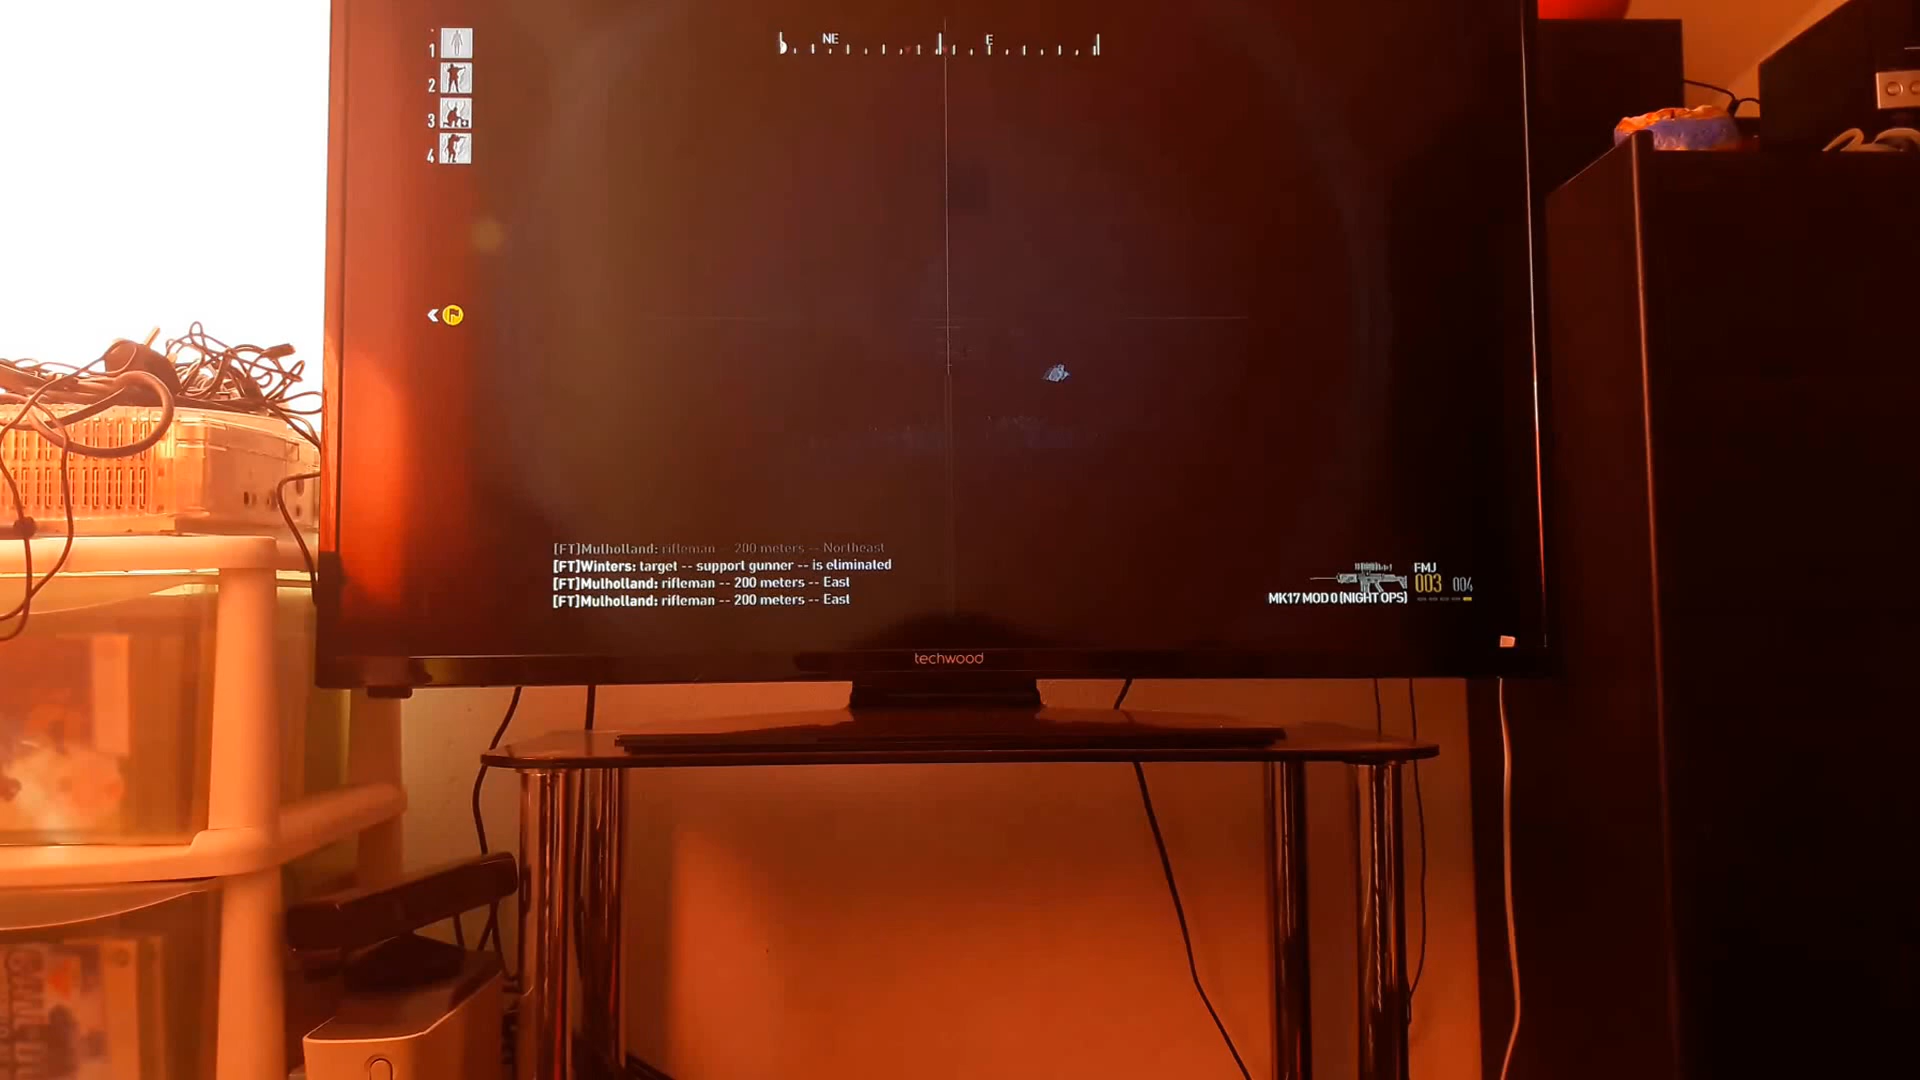 1
NE
E
2
3
4
[FT]Mulholland: rifleman -- 200 meters -- Northeast
[FT]Winters: target -- support gunner -- is eliminated
[FT]Mulholland: rifleman -- 200 meters -- East
[FT]Mulholland: rifleman -- 200 meters -- East
FMJ
003 004
MK17 MOD 0 (NIGHT OPS)
techwood